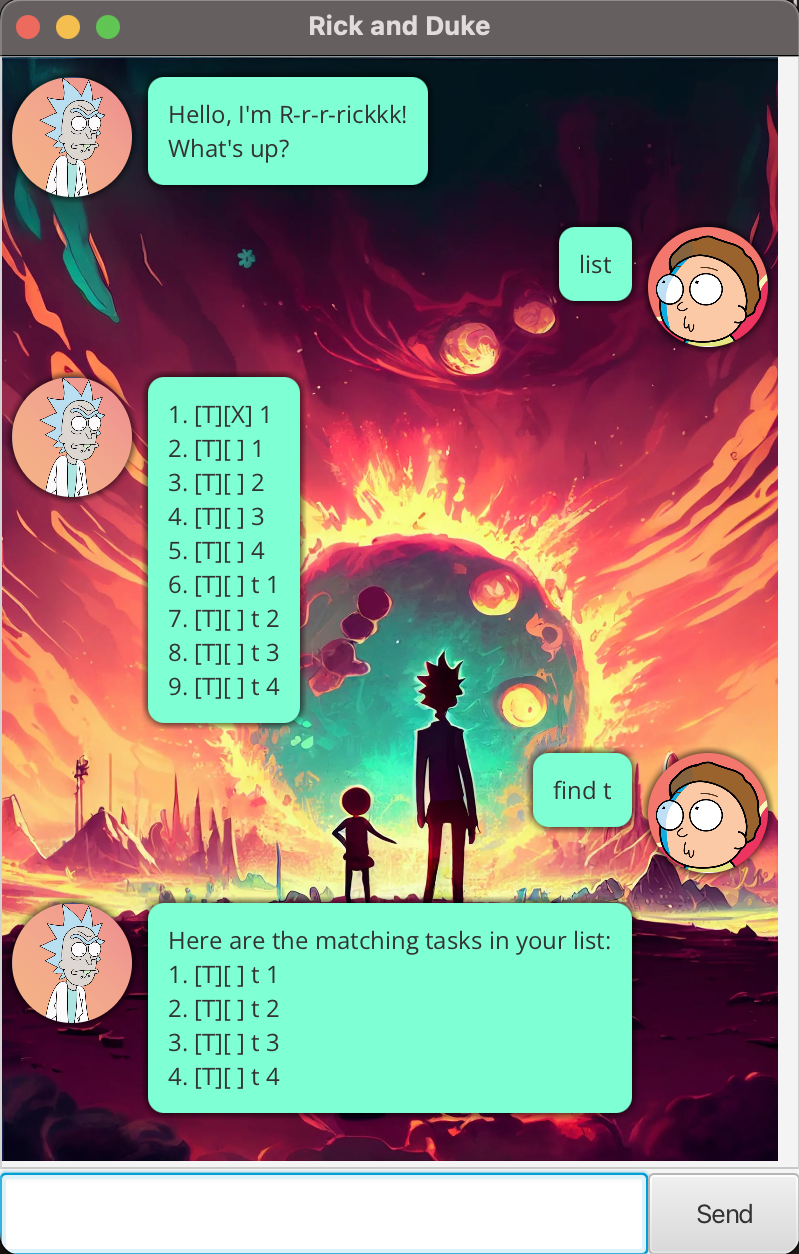 Rick and Duke
Hello, I'm R-r-r-rickkk!
What's up?
list
1. [T][X] 1
2. [T][ ] 1
3. [T][ ] 2
4. [T][ ] 3
5. [T][ ] 4
6. [T][ ] t 1
7. [T][ ] t 2
8. [T][ ] t 3
9. [T][ ] t 4
find t
Here are the matching tasks in your list:
1. [T][ ] t 1
2. [T][ ] t 2
3. [T][ ] t 3
4. [T][ ] t 4
Send